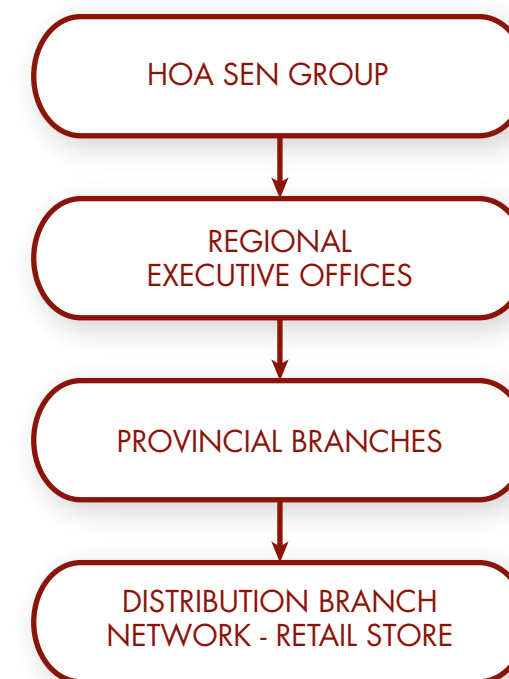 HOA SEN GROUP
REGIONAL
EXECUTIVE OFFICES
PROVINCIAL BRANCHES
DISTRIBUTION BRANCH
NETWORK - RETAIL STORE